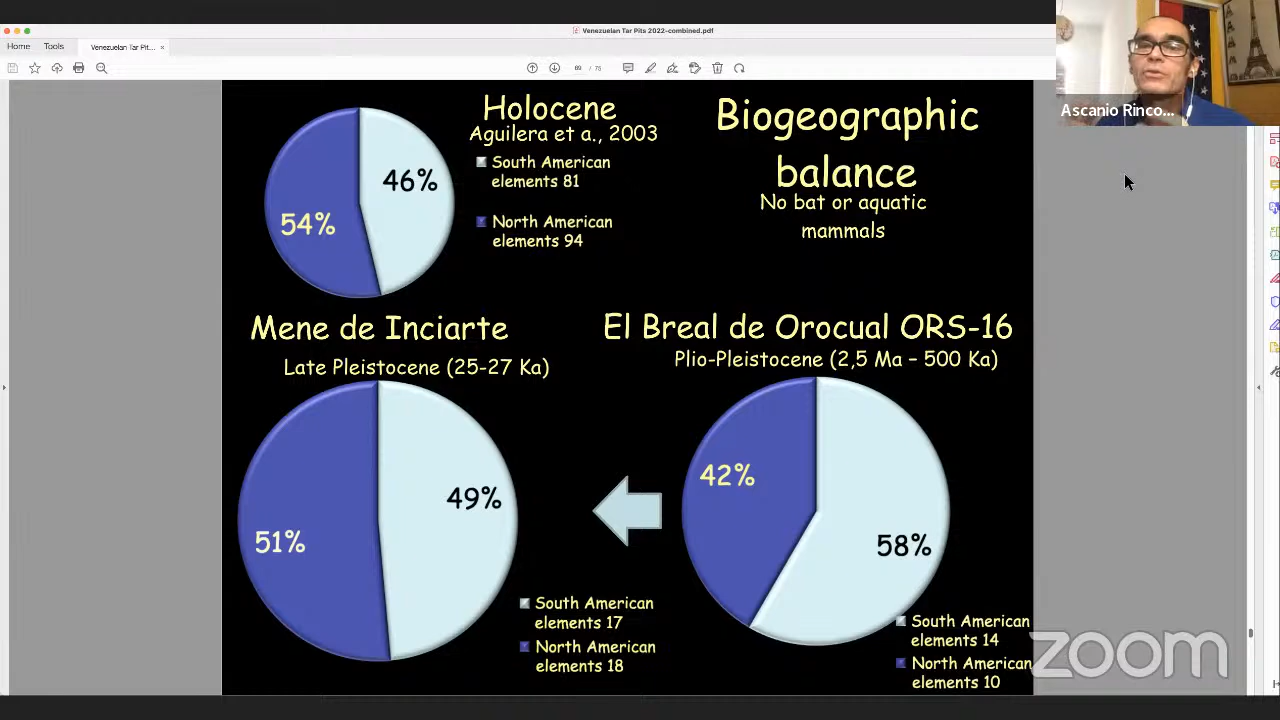 Venezuelan Tar Pits 2022-combined.pdf
Home
Tools
Venezuelan Tar Pit...
89 / 75
Ascanio Rinco...
Holocene
Aguilera et a., 2003
South American
elements 81
North American
elements 94
46%
54%
Biogeographic
balance
No bat or aquatic
mammals
Mene de Inciarte
Late Pleistocene (25-27 Ka)
49%
51%
South American
elements 17
North American
elements 18
El Breal de Orocual ORS-16
Plio-Pleistocene (2,5 Ma – 500 Ka)
42%
58%
South American
elements 14
North American
elements 10
zoom